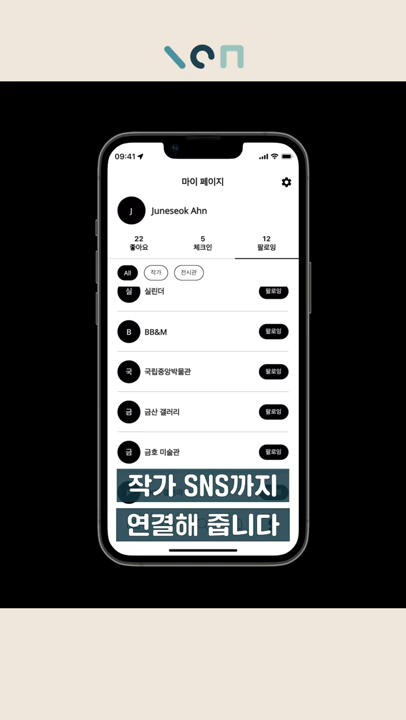 09:41
마이 페이지
J
Juneseok Ahn
22
좋아요
5
체크인
12
팔로잉
All
작가
전시관
실
실린더
팔로잉
B
BB&M
팔로잉
국
국립중앙박물관
팔로잉
금
금산 갤러리
팔로잉
금
금호 미술관
팔로잉
작가 SNS까지
연결해 줍니다